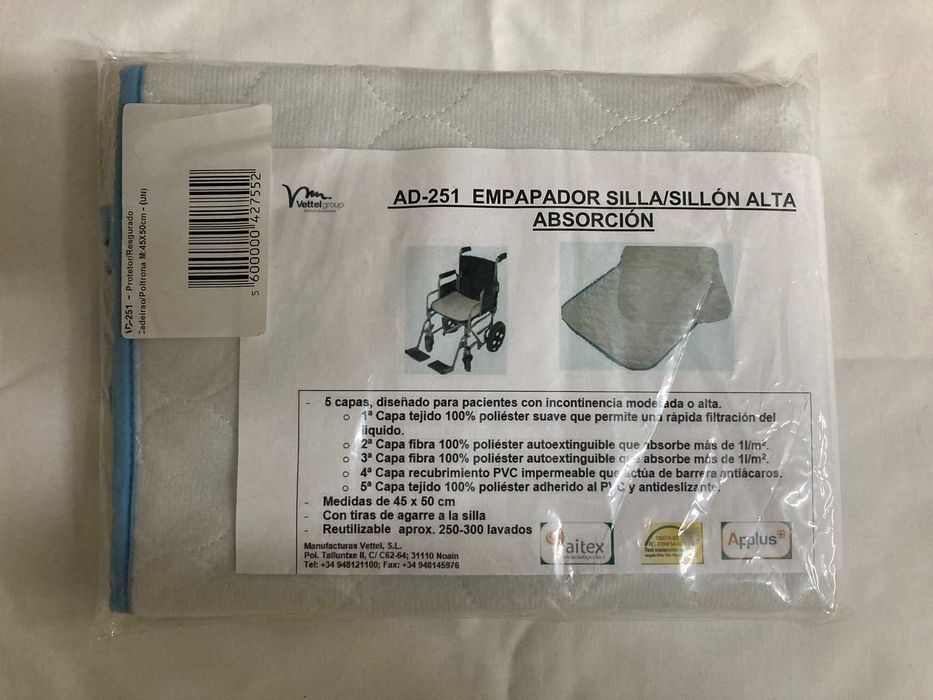 AD-251 - Protetor/Resgurado
Cadeirao/Poltrona M:45X50cm - (UN)
5 600000 427552
Vettelgroup
AD-251 EMPAPADOR SILLA/SILLÓN ALTA
ABSORCIÓN
- 5 capas, diseñado para pacientes con incontinencia moderada o alta.
o 1ª Capa tejido 100% poliéster suave que permite una rápida filtración del
líquido.
o 2ª Capa fibra 100% poliéster autoextinguible que absorbe más de 1l/m².
o 3ª Capa fibra 100% poliéster autoextinguible que absorbe más de 1l/m².
o 4ª Capa recubrimiento PVC impermeable que actúa de barrera antiácaros.
o 5ª Capa tejido 100% poliéster adherido al PVC y antideslizante.
- Medidas de 45 x 50 cm
- Con tiras de agarre a la silla
- Reutilizable aprox. 250-300 lavados
Manufacturas Vettel, S.L.
Pol. Talluntxe II, C/ C62-64; 31110 Noain
Tel: +34 948121100; Fax: +34 948145976
aitex
Applus+